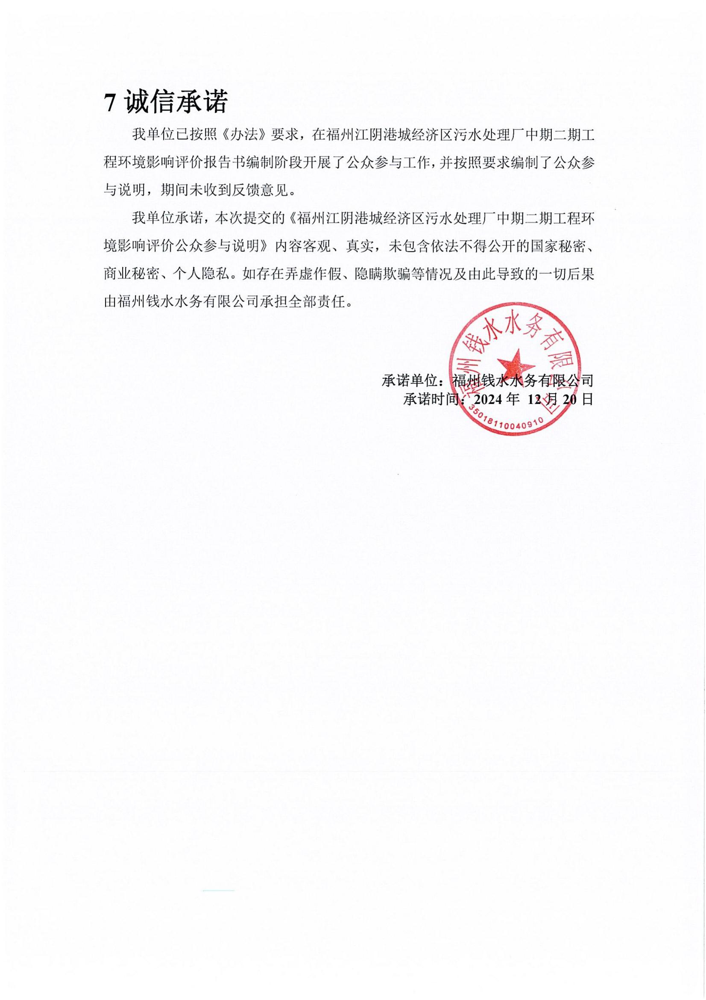 7 诚信承诺
我单位已按照《办法》要求，在福州江阴港城经济区污水处理厂中期二期工
程环境影响评价报告书编制阶段开展了公众参与工作，并按照要求编制了公众参
与说明，期间未收到反馈意见。
我单位承诺，本次提交的《福州江阴港城经济区污水处理厂中期二期工程环
境影响评价公众参与说明》内容客观、真实，未包含依法不得公开的国家秘密、
商业秘密、个人隐私。如存在弄虚作假、隐瞒欺骗等情况及由此导致的一切后果
由福州钱水水务有限公司承担全部责任。
福州钱水水务有限公司
承诺单位：福州钱水水务有限公司
承诺时间：2024 年 12 月 20 日
35018110040910